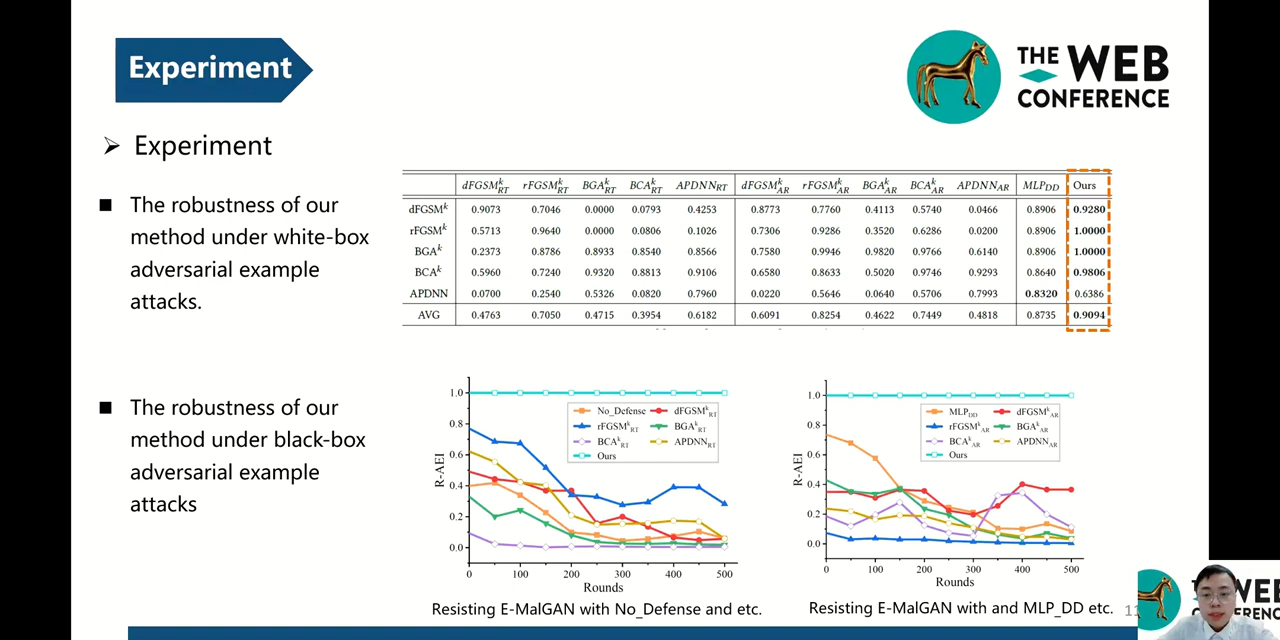 Experiment
THE WEB
CONFERENCE
➢ Experiment
■ The robustness of our
method under white-box
adversarial example
attacks.
dFGSM^k_RT rFGSM^k_RT BGA^k_RT BCA^k_RT APDNN_RT dFGSM^k_AR rFGSM^k_AR BGA^k_AR BCA^k_AR APDNN_AR MLP_DD Ours
dFGSM^k 0.9073 0.7046 0.0000 0.0793 0.4253 0.8773 0.7760 0.4113 0.5740 0.0466 0.8906 0.9280
rFGSM^k 0.5713 0.9640 0.0000 0.0806 0.1026 0.7306 0.9286 0.3520 0.6286 0.0200 0.8906 1.0000
BGA^k 0.2373 0.8786 0.8933 0.8540 0.8566 0.7580 0.9946 0.9820 0.9766 0.6140 0.8906 1.0000
BCA^k 0.5960 0.7240 0.9320 0.8813 0.9106 0.6580 0.8633 0.5020 0.9746 0.9293 0.8640 0.9806
APDNN 0.0700 0.2540 0.5326 0.0820 0.7960 0.0220 0.5646 0.0640 0.5706 0.7993 0.8320 0.6386
AVG 0.4763 0.7050 0.4715 0.3954 0.6182 0.6091 0.8254 0.4622 0.7449 0.4818 0.8735 0.9094
■ The robustness of our
method under black-box
adversarial example
attacks
R-AEI
1.0
0.8
0.6
0.4
0.2
0.0
No_Defense dFGSM^k_RT
rFGSM^k_RT BGA^k_RT
BCA^k_RT APDNN_RT
Ours
0 100 200 300 400 500
Rounds
Resisting E-MalGAN with No_Defense and etc.
R-AEI
1.0
0.8
0.6
0.4
0.2
0.0
MLP_DD dFGSM^k_AR
rFGSM^k_AR BGA^k_AR
BCA^k_AR APDNN_AR
Ours
0 100 200 300 400 500
Rounds
Resisting E-MalGAN with and MLP_DD etc.